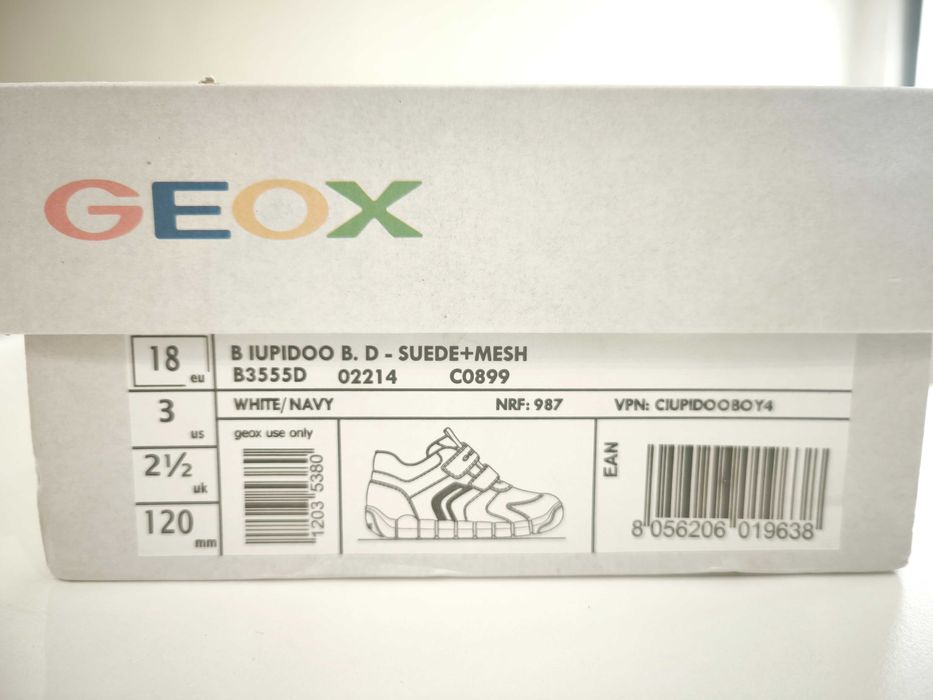 GEOX
18 eu
B IUPIDOO B. D - SUEDE+MESH
B3555D 02214 C0899
3 us
WHITE/NAVY NRF: 987 VPN: CIUPIDOOBOY4
2½ uk
geox use only
120 mm
1203 5380
EAN
8 056206 019638